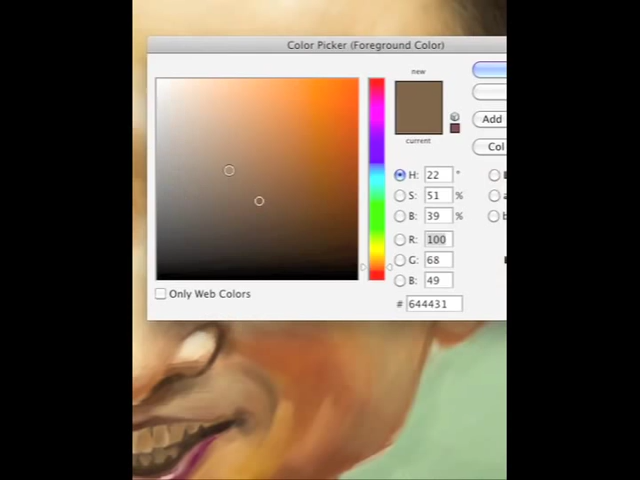 Color Picker (Foreground Color)
new
current
Add
Col
H: 22 °
S: 51 %
B: 39 %
R: 100
G: 68
B: 49
# 644431
Only Web Colors